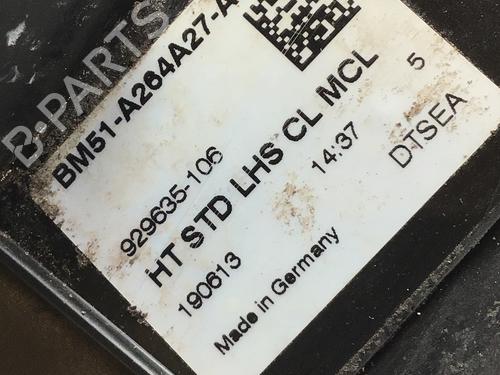 B-PARTS
BM51-A264A27-A
929635-106
HT STD LHS CL MCL
190613 14:37 5
Made in Germany DTSEA